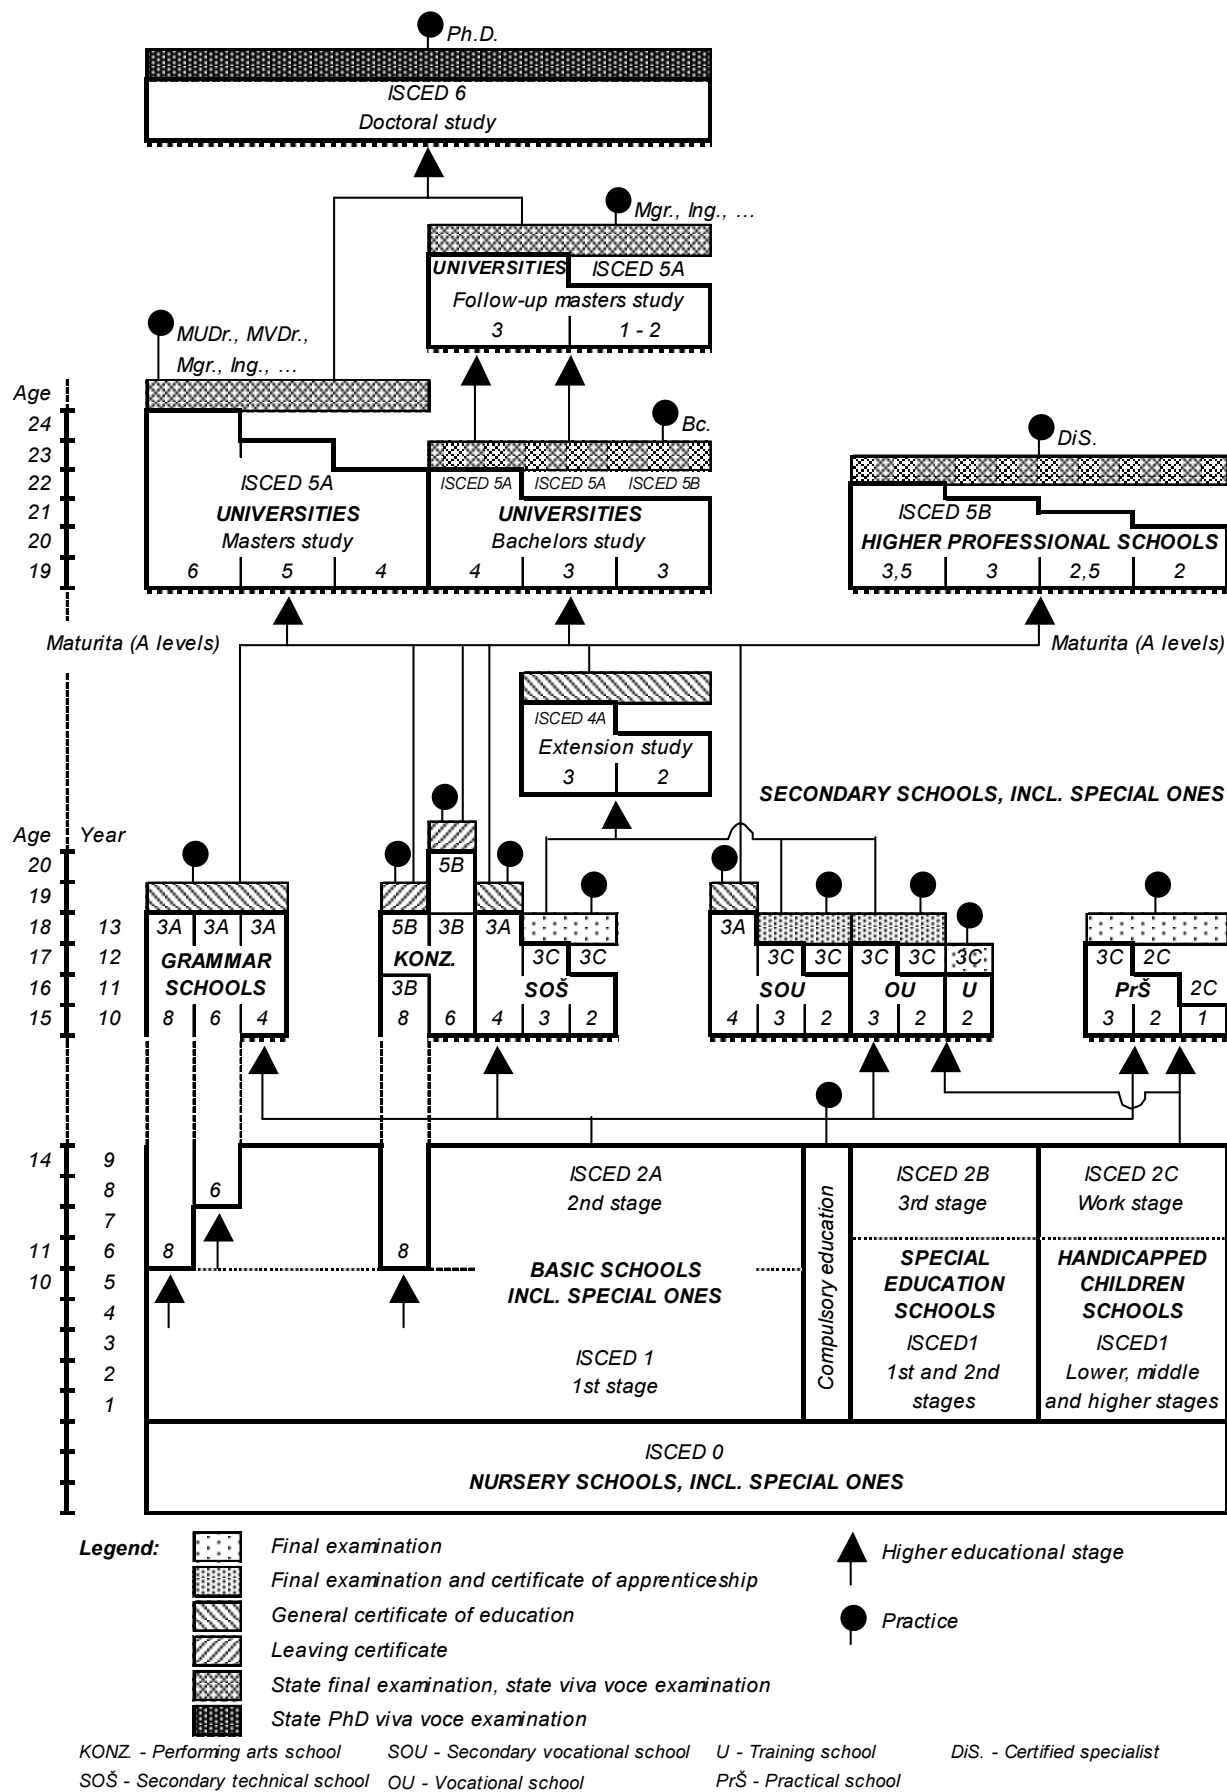 Ph.D.
ISCED 6
Doctoral study
Mgr., Ing., ...
UNIVERSITIES ISCED 5A
Follow-up masters study
3 1 - 2
MUDr., MVDr.,
Mgr., Ing., ...
Age
24
23
22
21
20
19
ISCED 5A
UNIVERSITIES
Masters study
6 5 4
Bc.
ISCED 5A ISCED 5A ISCED 5B
UNIVERSITIES
Bachelors study
4 3 3
DiS.
ISCED 5B
HIGHER PROFESSIONAL SCHOOLS
3,5 3 2,5 2
Maturita (A levels) Maturita (A levels)
ISCED 4A
Extension study
3 2
SECONDARY SCHOOLS, INCL. SPECIAL ONES
Age Year
20
19
18 13
17 12
16 11
15 10
3A 3A 3A
GRAMMAR
SCHOOLS
8 6 4
5B
5B 3B
KONZ.
3B
8 6
3A
3C 3C
SOŠ
4 3 2
3A
3C 3C
SOU
4 3 2
3C 3C
OU
3 2
3C
U
2
3C 2C
PrŠ 2C
3 2 1
14 9
8
7
11 6
10 5
4
3
2
1
6
8
8
ISCED 2A
2nd stage
BASIC SCHOOLS
INCL. SPECIAL ONES
ISCED 1
1st stage
Compulsory education
ISCED 2B
3rd stage
SPECIAL
EDUCATION
SCHOOLS
ISCED1
1st and 2nd
stages
ISCED 2C
Work stage
HANDICAPPED
CHILDREN
SCHOOLS
ISCED1
Lower, middle
and higher stages
ISCED 0
NURSERY SCHOOLS, INCL. SPECIAL ONES
Legend:
Final examination
Final examination and certificate of apprenticeship
General certificate of education
Leaving certificate
State final examination, state viva voce examination
State PhD viva voce examination
Higher educational stage
Practice
KONZ. - Performing arts school SOU - Secondary vocational school U - Training school DiS. - Certified specialist
SOŠ - Secondary technical school OU - Vocational school PrŠ - Practical school